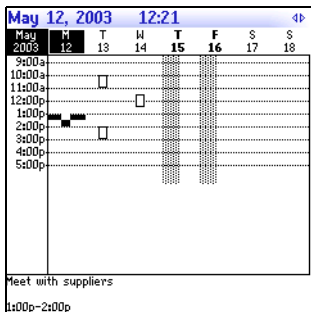 May 12, 2003 12:21
May M T W T F S S
2003 12 13 14 15 16 17 18
9:00a
10:00a
11:00a
12:00p
1:00p
2:00p
3:00p
4:00p
5:00p
Meet with suppliers
1:00p-2:00p